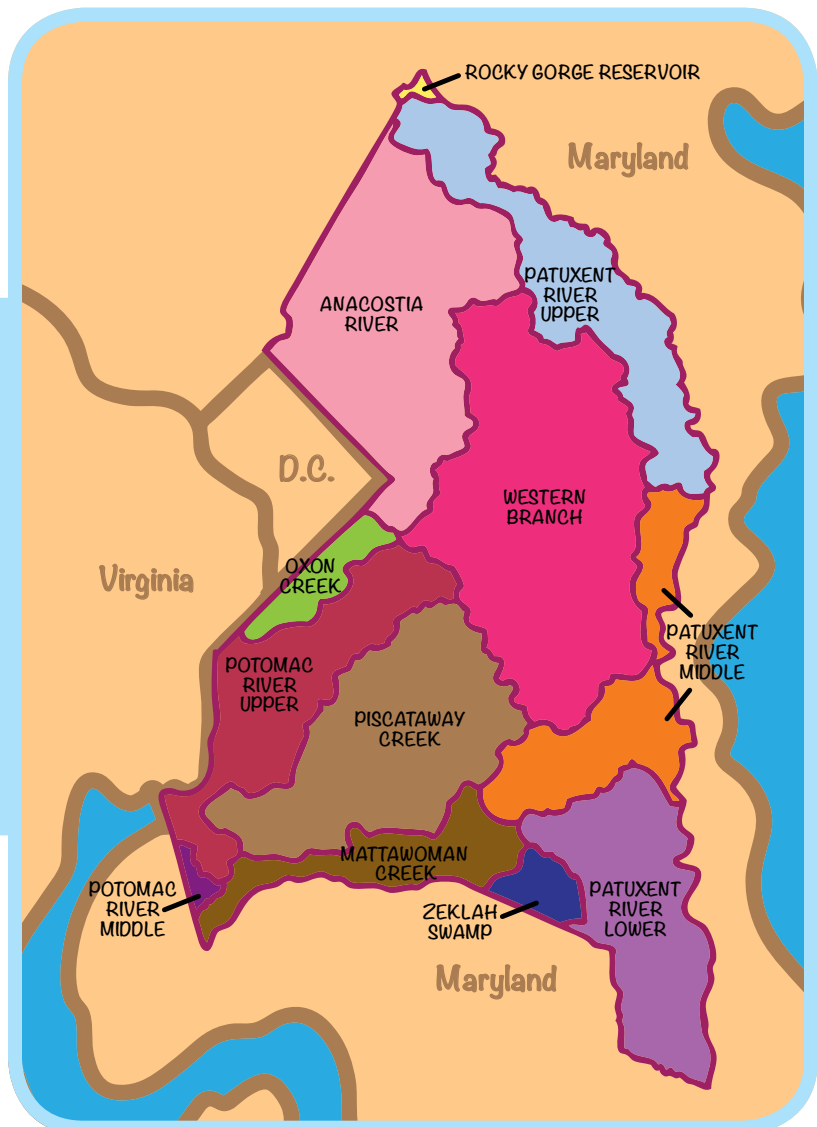 ROCKY GORGE RESERVOIR
Maryland
PATUXENT
RIVER
UPPER
ANACOSTIA
RIVER
D.C.
WESTERN
BRANCH
Virginia
OXON
CREEK
PATUXENT
RIVER
MIDDLE
POTOMAC
RIVER
UPPER
PISCATAWAY
CREEK
MATTAWOMAN
CREEK
POTOMAC
RIVER
MIDDLE
ZEKLAH
SWAMP
PATUXENT
RIVER
LOWER
Maryland